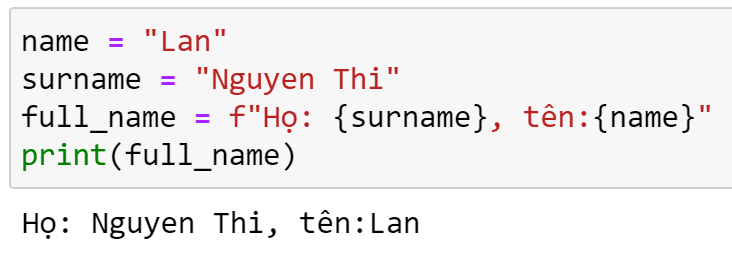 name = "Lan"
surname = "Nguyen Thi"
full_name = f"Họ: {surname}, tên:{name}"
print(full_name)
Họ: Nguyen Thi, tên:Lan